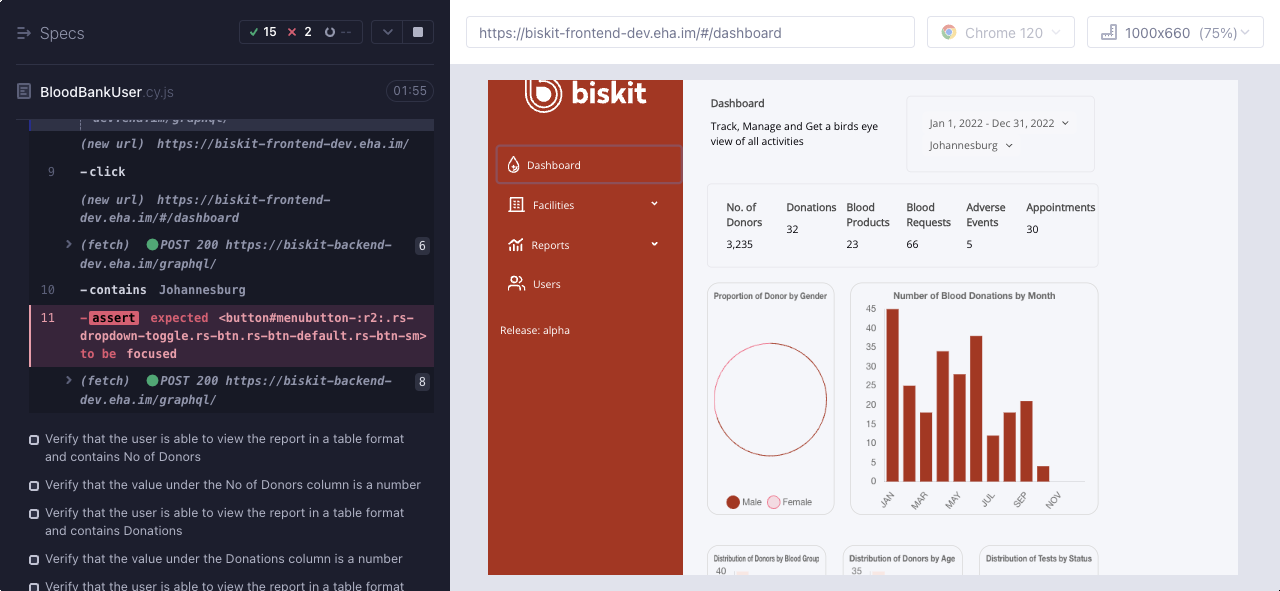 Specs
15
2
--
BloodBankUser.cy.js
01:55
dev.eha.im/graphql/
(new url) https://biskit-frontend-dev.eha.im/
9
-click
(new url) https://biskit-frontend-
dev.eha.im/#/dashboard
(fetch) POST 200 https://biskit-backend-
dev.eha.im/graphql/
6
10
-contains Johannesburg
11
-assert expected <button#menubutton-:r2:.rs-
dropdown-toggle.rs-btn.rs-btn-default.rs-btn-sm>
to be focused
(fetch) POST 200 https://biskit-backend-
dev.eha.im/graphql/
8
Verify that the user is able to view the report in a table format
and contains No of Donors
Verify that the value under the No of Donors column is a number
Verify that the user is able to view the report in a table format
and contains Donations
Verify that the value under the Donations column is a number
Verify that the user is able to view the report in a table format
https://biskit-frontend-dev.eha.im/#/dashboard
Chrome 120
1000x660 (75%)
biskit
Dashboard
Facilities
Reports
Users
Release: alpha
Dashboard
Track, Manage and Get a birds eye
view of all activities
Jan 1, 2022 - Dec 31, 2022
Johannesburg
No. of
Donors
3,235
Donations
32
Blood
Products
23
Blood
Requests
66
Adverse
Events
5
Appointments
30
Proportion of Donor by Gender
Male
Female
Number of Blood Donations by Month
45
40
35
30
25
20
15
10
5
0
JAN
MAR
MAY
JUL
SEP
NOV
Distribution of Donors by Blood Group
40
Distribution of Donors by Age
35
Distribution of Tests by Status